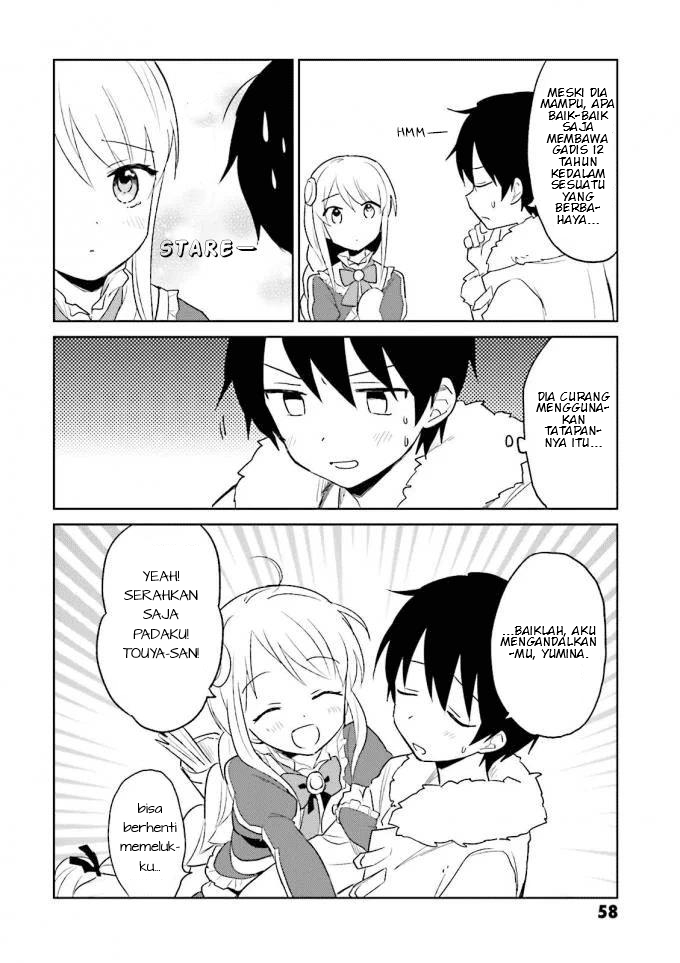 MESKI DIA
MAMPU, APA
BAIK-BAIK
SAJA
MEMBAWA
GADIS 12
TAHUN
KEDALAM
SESUATU
YANG
BERBA-
HAYA...
HMM
STARE
DIA CURANG
MENGGUNA-
KAN
TATAPAN-
NYA ITU...
...BAIKLAH, AKU
MENGANDALKAN
-MU, YUMINA.
YEAH!
SERAHKAN
SAJA
PADAKU!
TOUYA-SAN!
bisa
berhenti
memeluk-
ku...
58